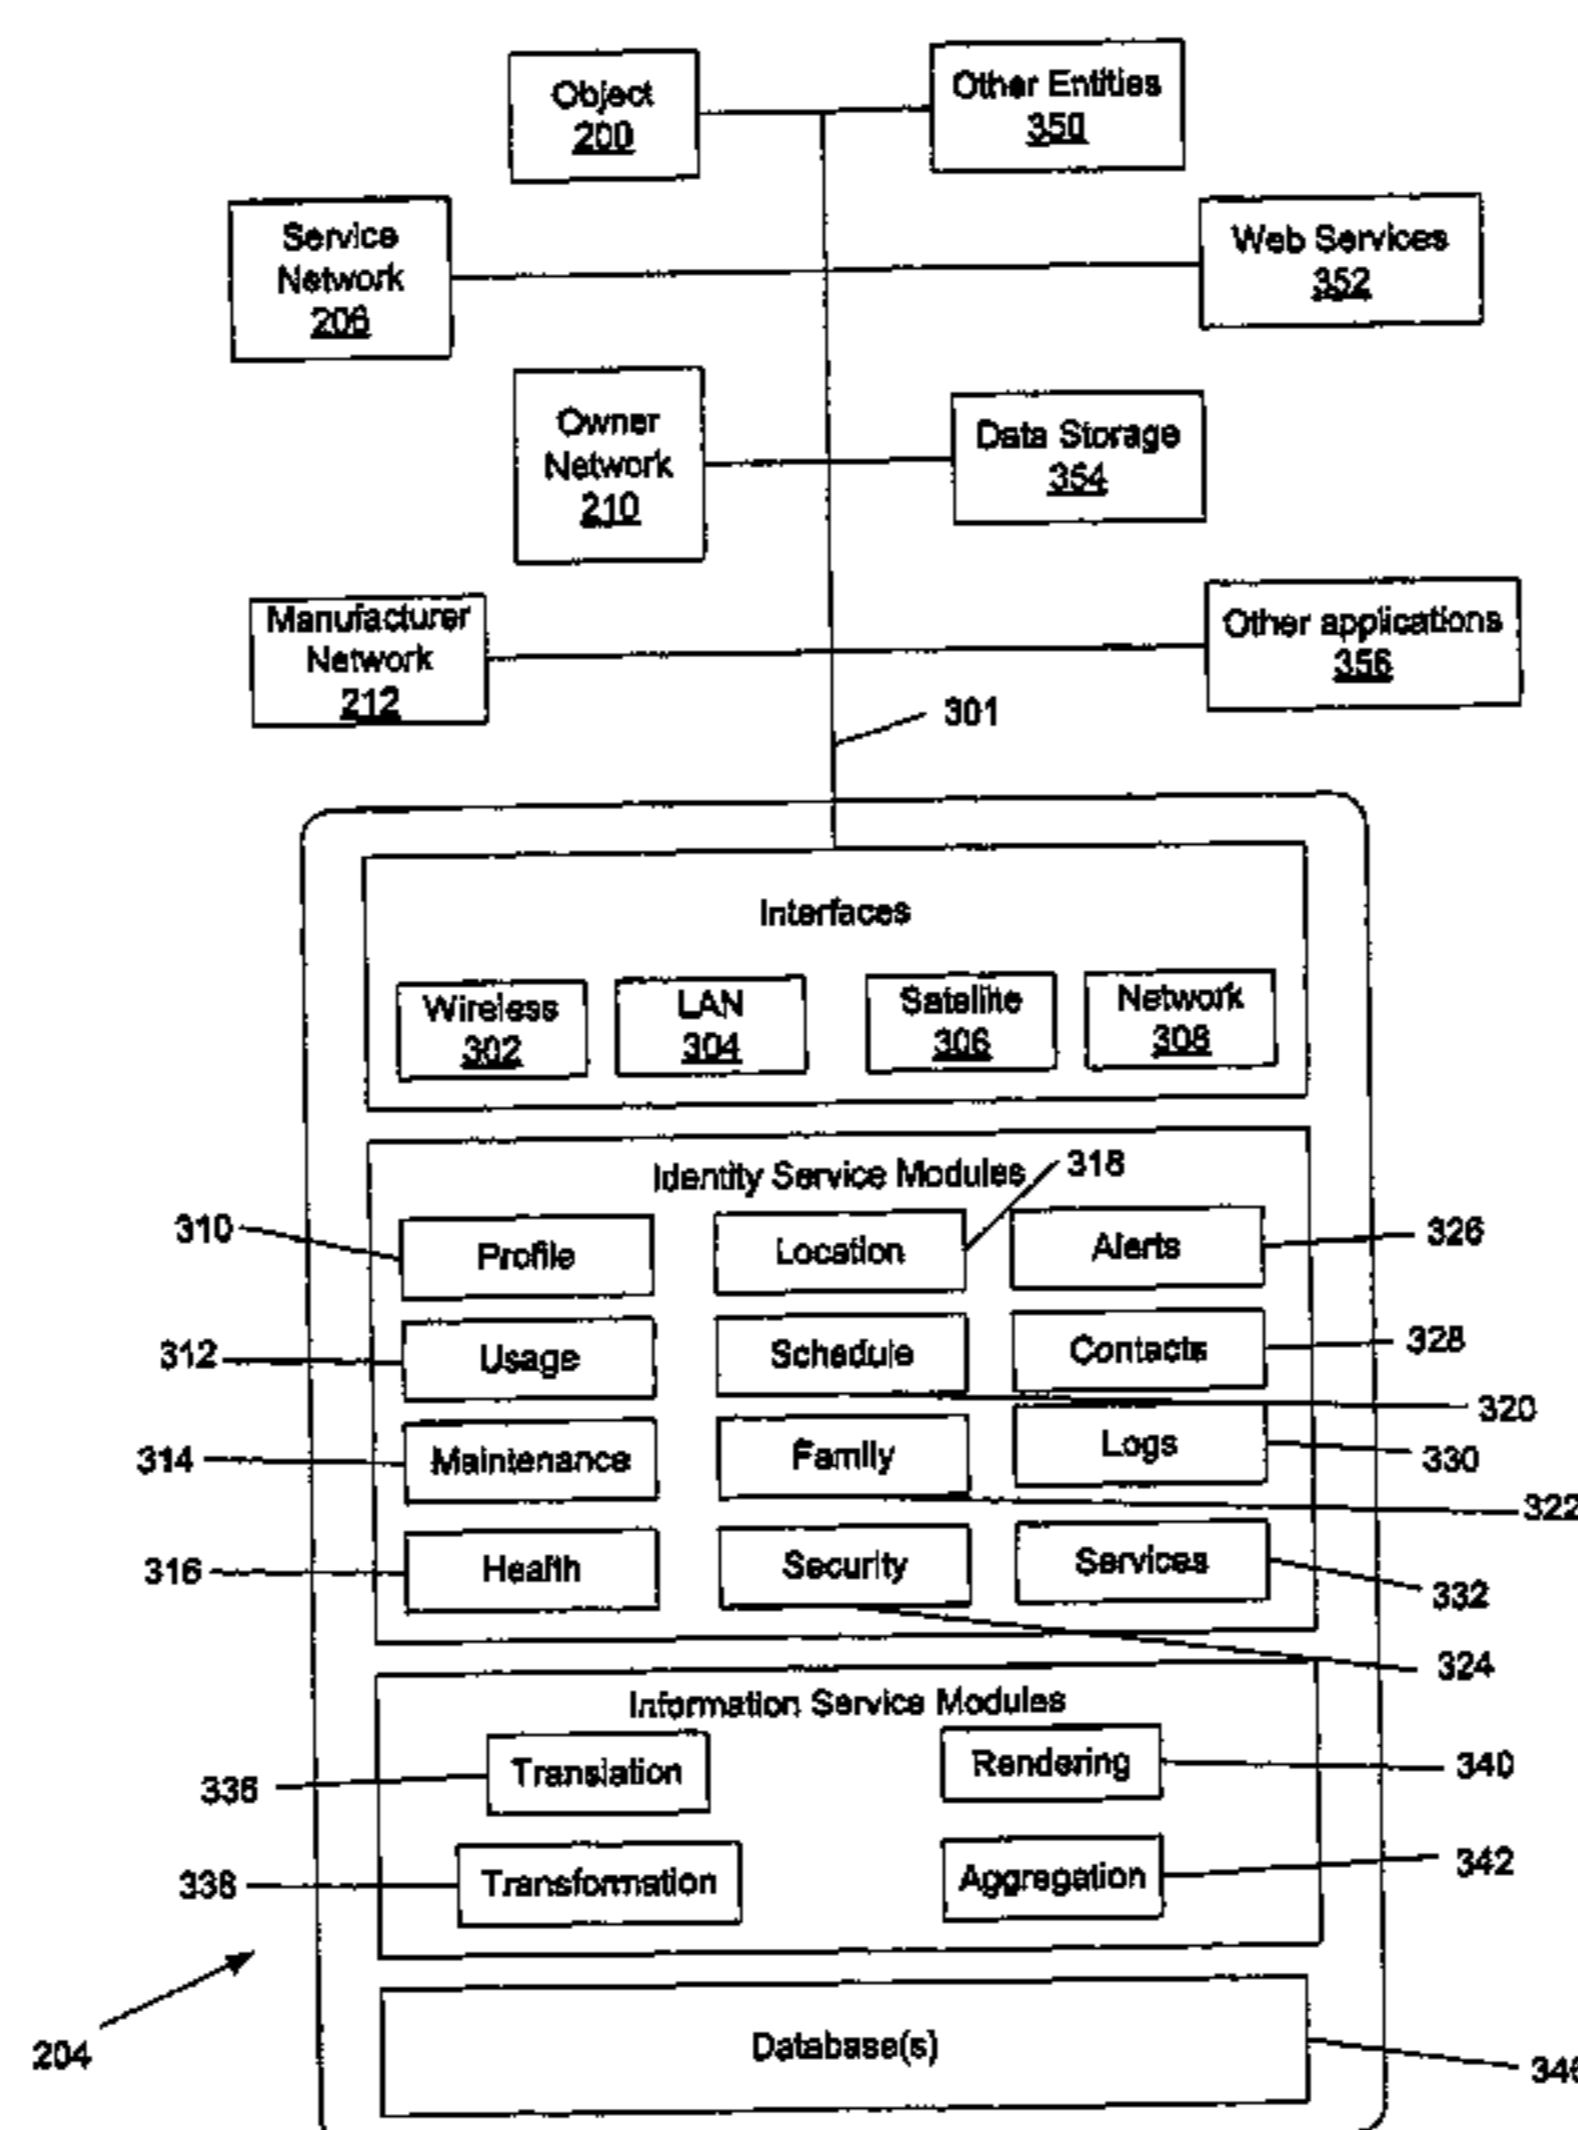 Object
200
Other Entities
350
Service
Network
206
Web Services
352
Owner
Network
210
Data Storage
354
Manufacturer
Network
212
Other applications
356
301
Interfaces
Wireless
302
LAN
304
Satellite
306
Network
308
Identity Service Modules
318
310
Profile
Location
Alerts
326
312
Usage
Schedule
Contacts
328
320
314
Maintenance
Family
Logs
330
322
316
Health
Security
Services
332
324
Information Service Modules
336
Translation
Rendering
340
338
Transformation
Aggregation
342
204
Database(s)
346